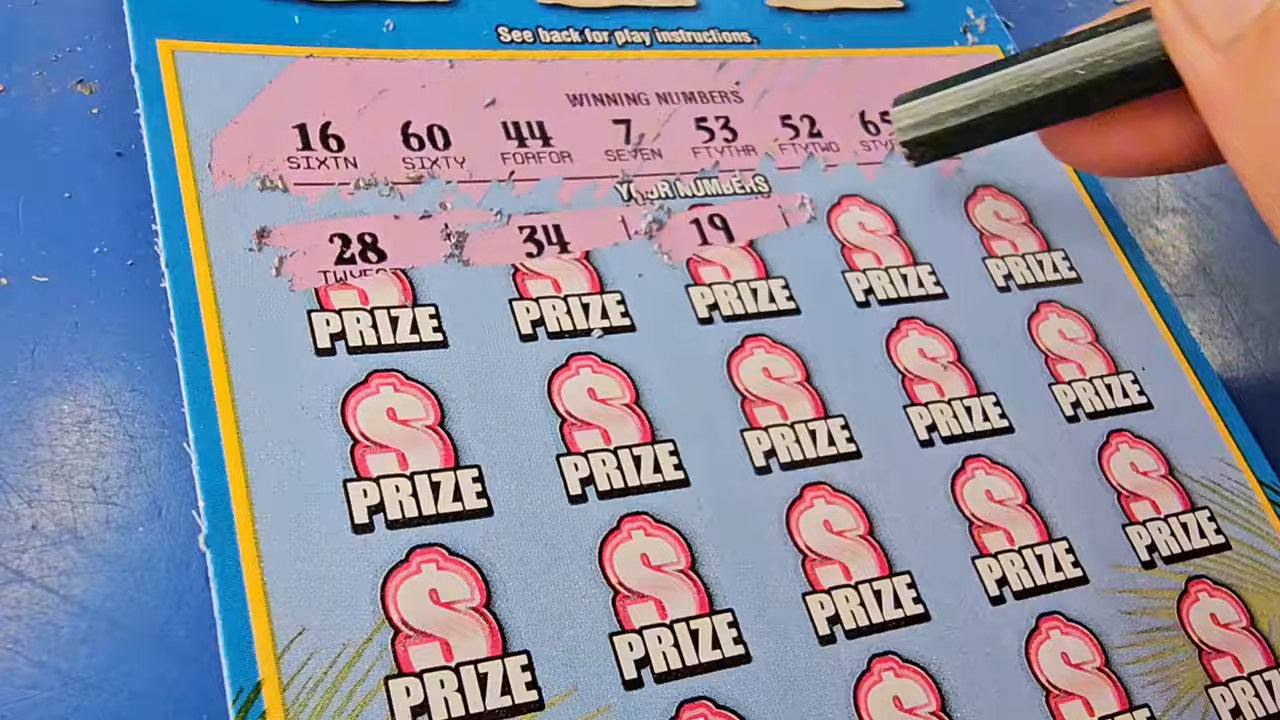 See back for play instructions.
WINNING NUMBERS
16 60 44 7 53 52 65
SIXTN SIXTY FORFOR SEVEN FTYTHR FTYTWO
YOUR NUMBERS
28 34 19
$ $ $ $ $
PRIZE PRIZE PRIZE PRIZE PRIZE
$ $ $ $ $
PRIZE PRIZE PRIZE PRIZE PRIZE
$ $ $ $ $
PRIZE PRIZE PRIZE PRIZE PRIZE
$ $ $